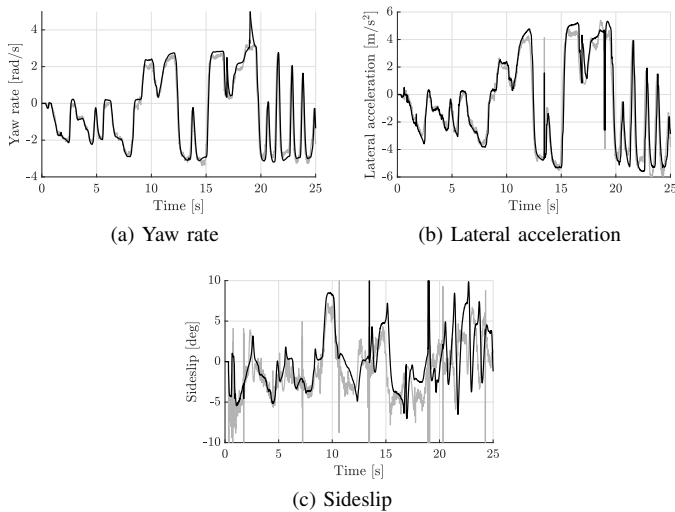 Yaw rate [rad/s]
4
2
0
-2
-4
0 5 10 15 20 25
Time [s]
(a) Yaw rate
Lateral acceleration [m/s²]
6
4
2
0
-2
-4
-6
0 5 10 15 20 25
Time [s]
(b) Lateral acceleration
Sideslip [deg]
10
5
0
-5
-10
0 5 10 15 20 25
Time [s]
(c) Sideslip